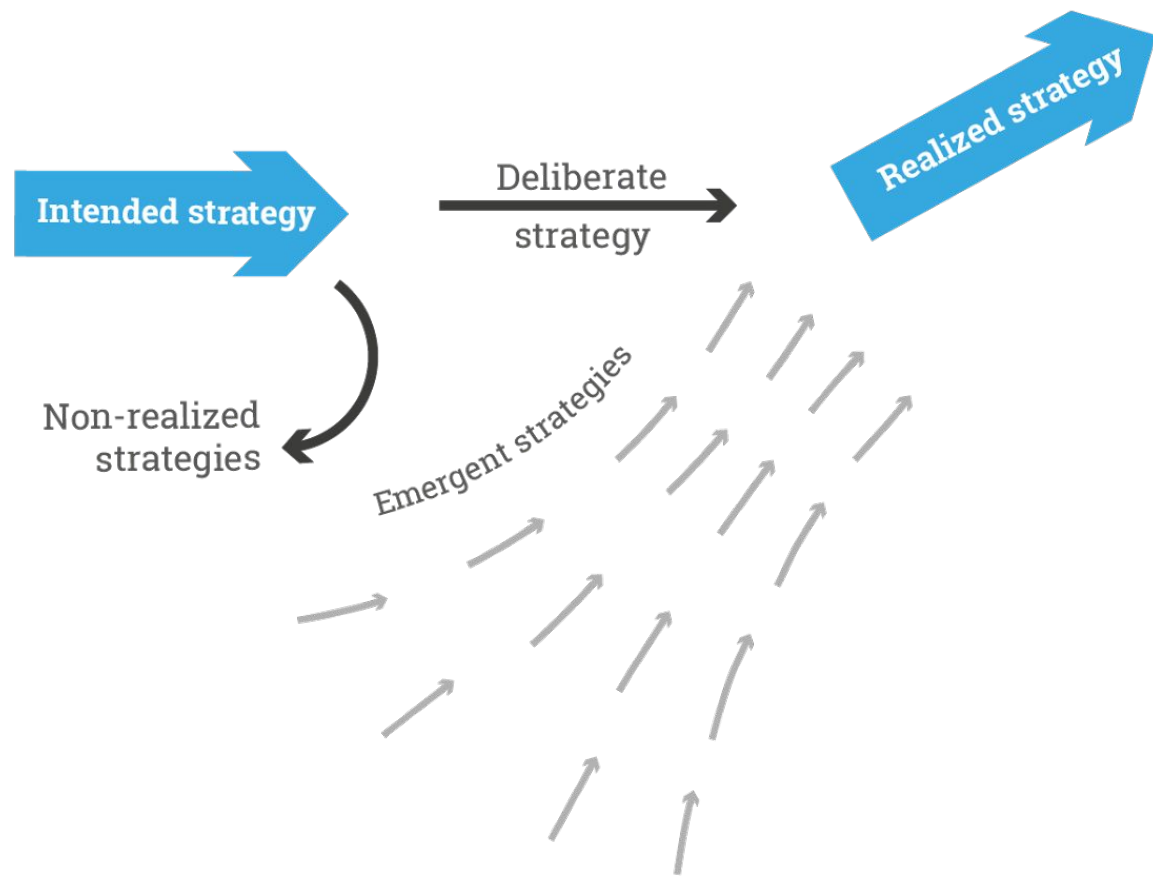 Realized strategy
Intended strategy
Deliberate
strategy
Non-realized
strategies
Emergent strategies